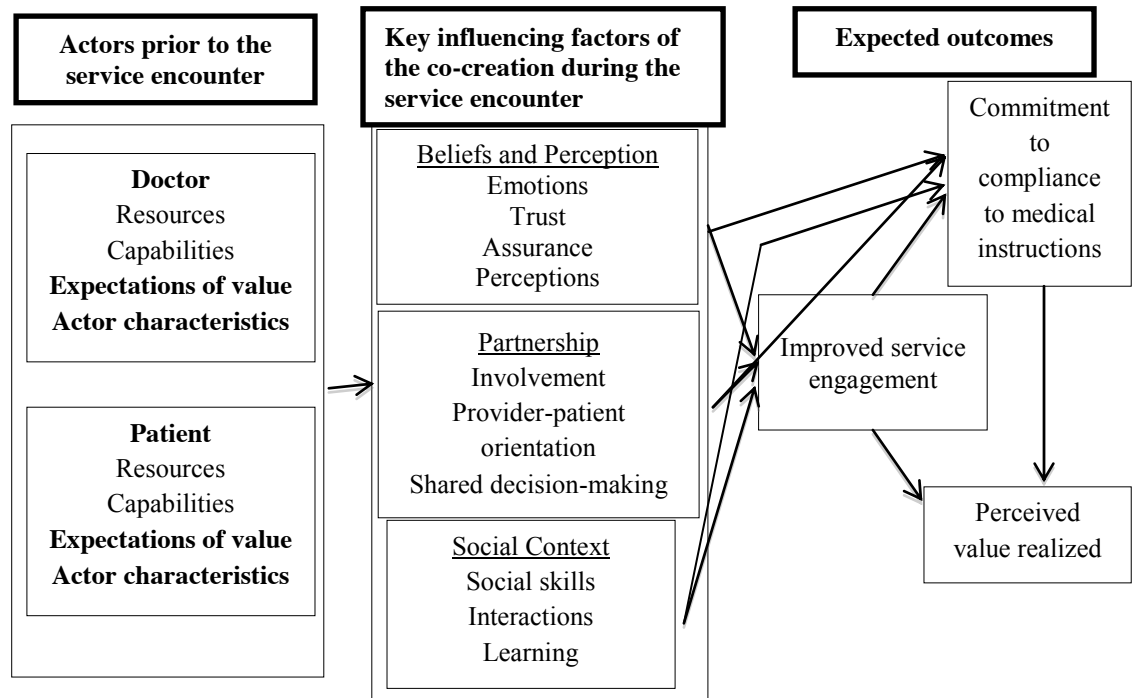 Actors prior to the
service encounter
Doctor
Resources
Capabilities
Expectations of value
Actor characteristics
Patient
Resources
Capabilities
Expectations of value
Actor characteristics
Key influencing factors of
the co-creation during the
service encounter
Beliefs and Perception
Emotions
Trust
Assurance
Perceptions
Partnership
Involvement
Provider-patient
orientation
Shared decision-making
Social Context
Social skills
Interactions
Learning
Expected outcomes
Commitment
to
compliance
to medical
instructions
Improved service
engagement
Perceived
value realized